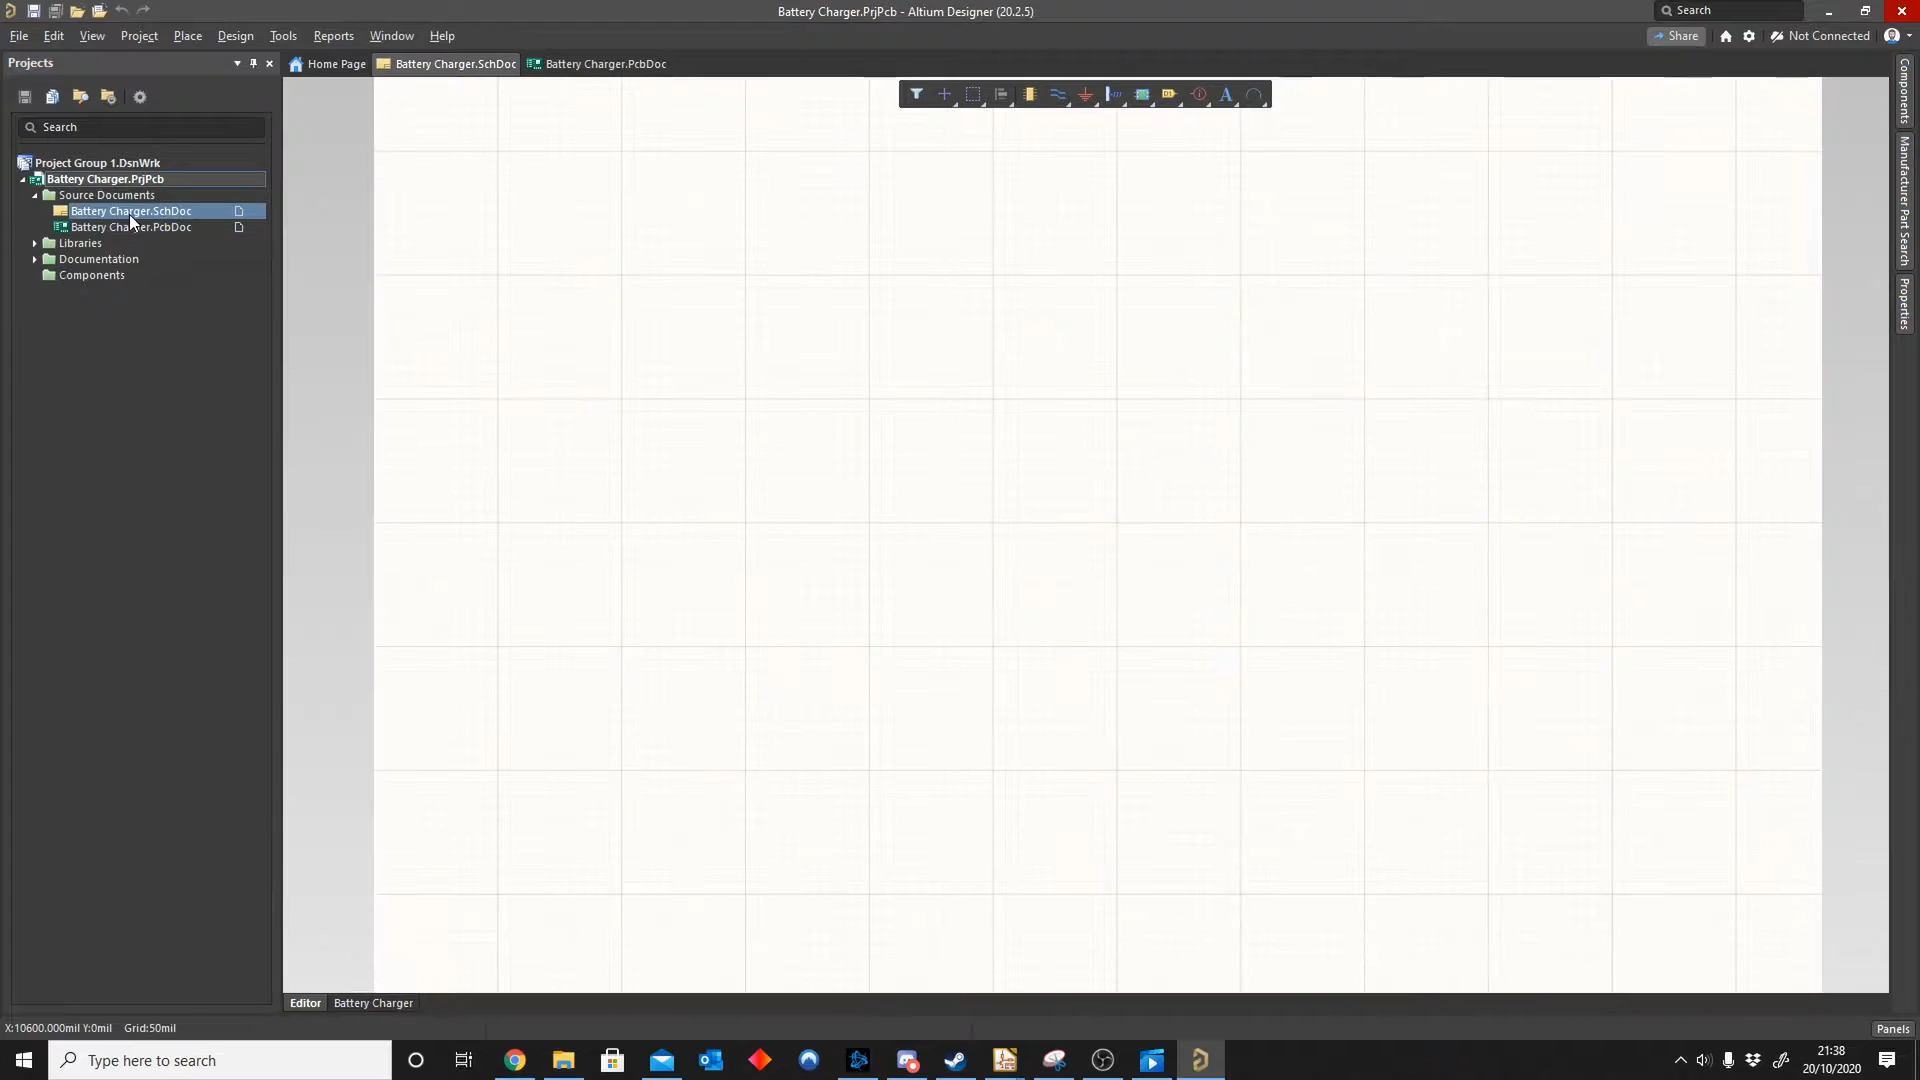 Battery Charger.PrjPcb - Altium Designer (20.2.5)
Search
File Edit View Project Place Design Tools Reports Window Help
Share
Not Connected
Projects
Home Page
Battery Charger.SchDoc
Battery Charger.PcbDoc
Search
Project Group 1.DsnWrk
Battery Charger.PrjPcb
Source Documents
Battery Charger.SchDoc
Battery Charger.PcbDoc
Libraries
Documentation
Components
Components
Manufacturer Part Search
Properties
Editor Battery Charger
X:10600.000mil Y:0mil Grid:50mil
Panels
Type here to search
21:38
20/10/2020